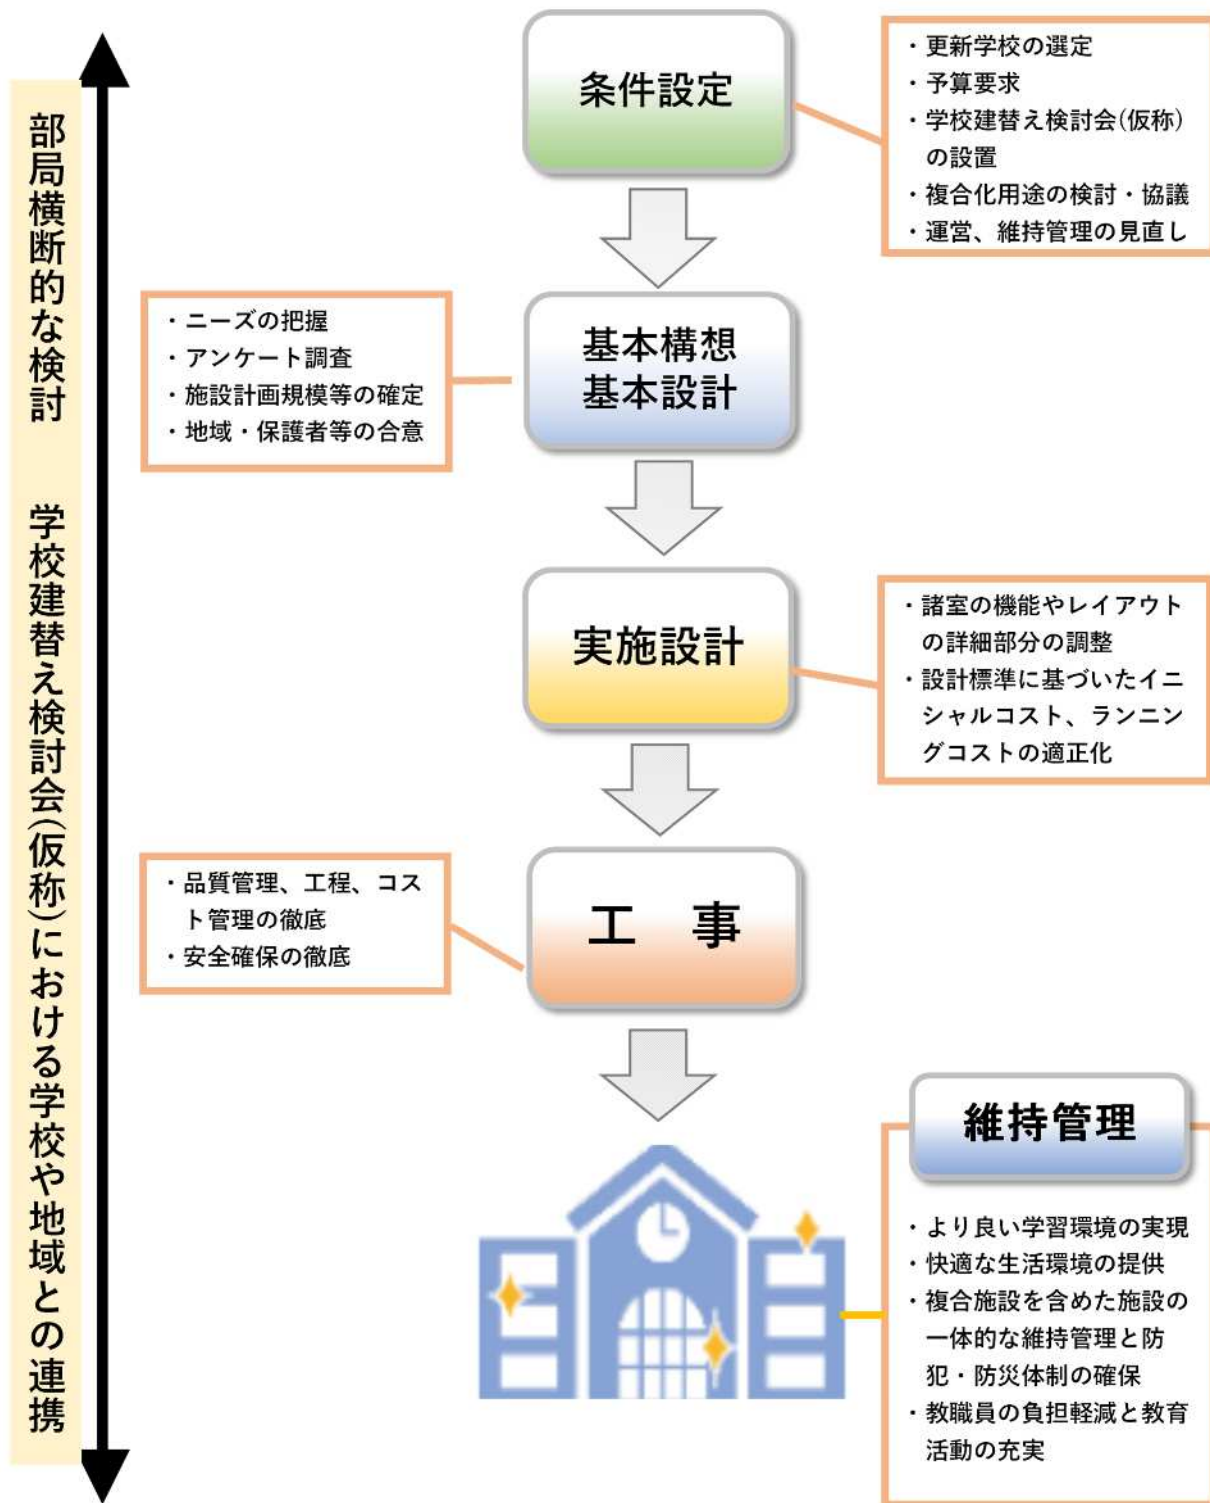 部局横断的な検討　学校建替え検討会(仮称)における学校や地域との連携
条件設定
・更新学校の選定
・予算要求
・学校建替え検討会(仮称)
の設置
・複合化用途の検討・協議
・運営、維持管理の見直し
基本構想
基本設計
・ニーズの把握
・アンケート調査
・施設計画規模等の確定
・地域・保護者等の合意
実施設計
・諸室の機能やレイアウト
の詳細部分の調整
・設計標準に基づいたイニ
シャルコスト、ランニン
グコストの適正化
工　事
・品質管理、工程、コス
ト管理の徹底
・安全確保の徹底
維持管理
・より良い学習環境の実現
・快適な生活環境の提供
・複合施設を含めた施設の
一体的な維持管理と防
犯・防災体制の確保
・教職員の負担軽減と教育
活動の充実